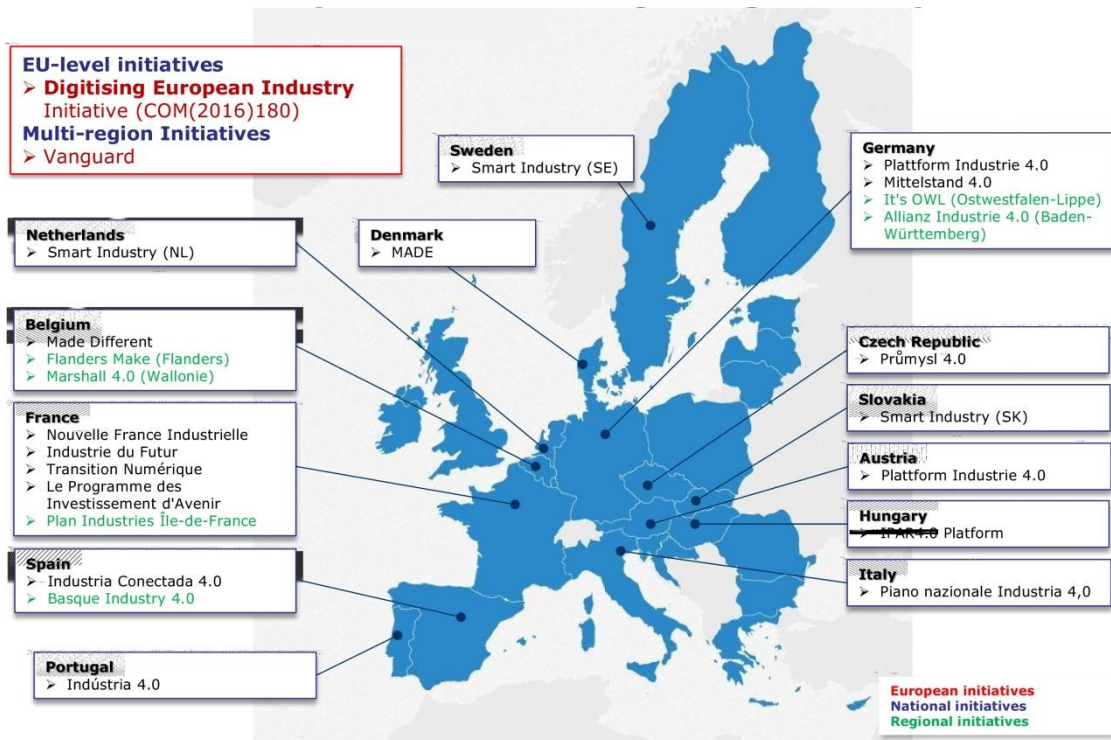 EU-level initiatives
➢ Digitising European Industry
Initiative (COM(2016)180)
Multi-region Initiatives
➢ Vanguard
Sweden
➢ Smart Industry (SE)
Germany
➢ Plattform Industrie 4.0
➢ Mittelstand 4.0
➢ It's OWL (Ostwestfalen-Lippe)
➢ Allianz Industrie 4.0 (Baden-
Württemberg)
Netherlands
➢ Smart Industry (NL)
Denmark
➢ MADE
Belgium
➢ Made Different
➢ Flanders Make (Flanders)
➢ Marshall 4.0 (Wallonie)
Czech Republic
➢ Průmysl 4.0
Slovakia
➢ Smart Industry (SK)
France
➢ Nouvelle France Industrielle
➢ Industrie du Futur
➢ Transition Numérique
➢ Le Programme des
Investissement d'Avenir
➢ Plan Industries Île-de-France
Austria
➢ Plattform Industrie 4.0
Hungary
➢ IPAR4.0 Platform
Spain
➢ Industria Conectada 4.0
➢ Basque Industry 4.0
Italy
➢ Piano nazionale Industria 4,0
Portugal
➢ Indústria 4.0
European initiatives
National initiatives
Regional initiatives